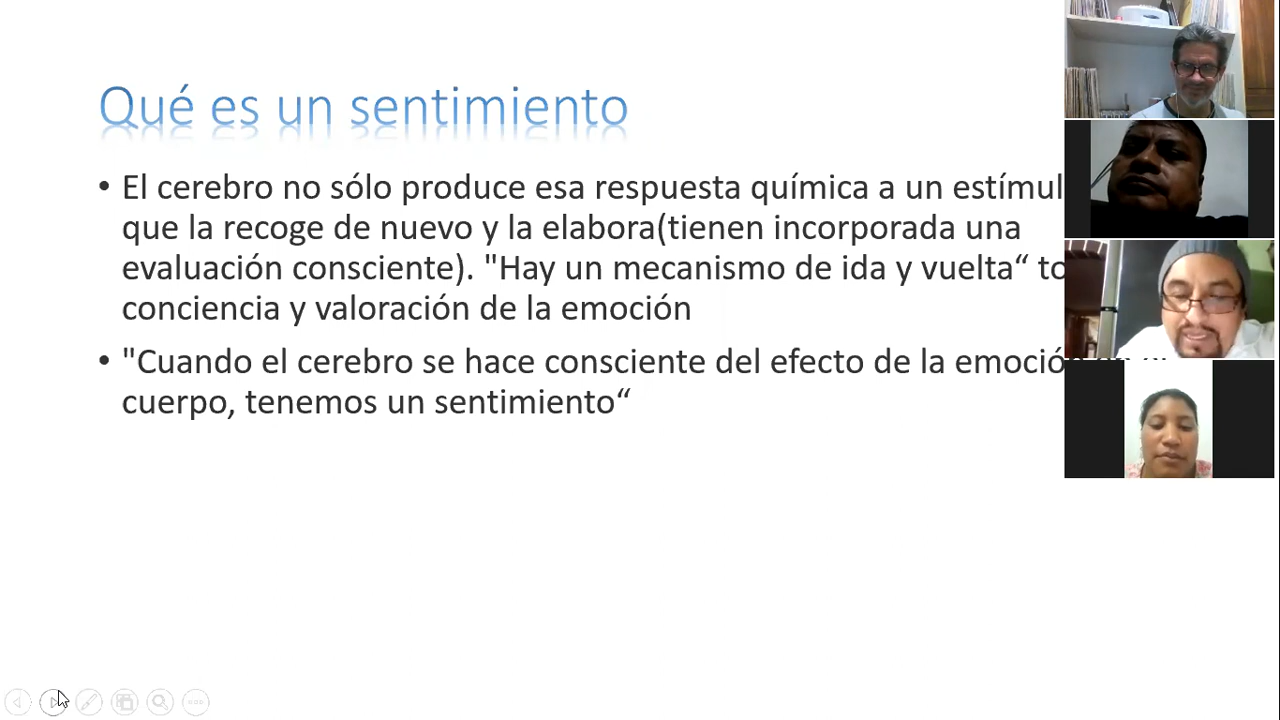 Qué es un sentimiento
• El cerebro no sólo produce esa respuesta química a un estímul
que la recoge de nuevo y la elabora(tienen incorporada una
evaluación consciente). "Hay un mecanismo de ida y vuelta“ to
conciencia y valoración de la emoción
• "Cuando el cerebro se hace consciente del efecto de la emoció
cuerpo, tenemos un sentimiento“